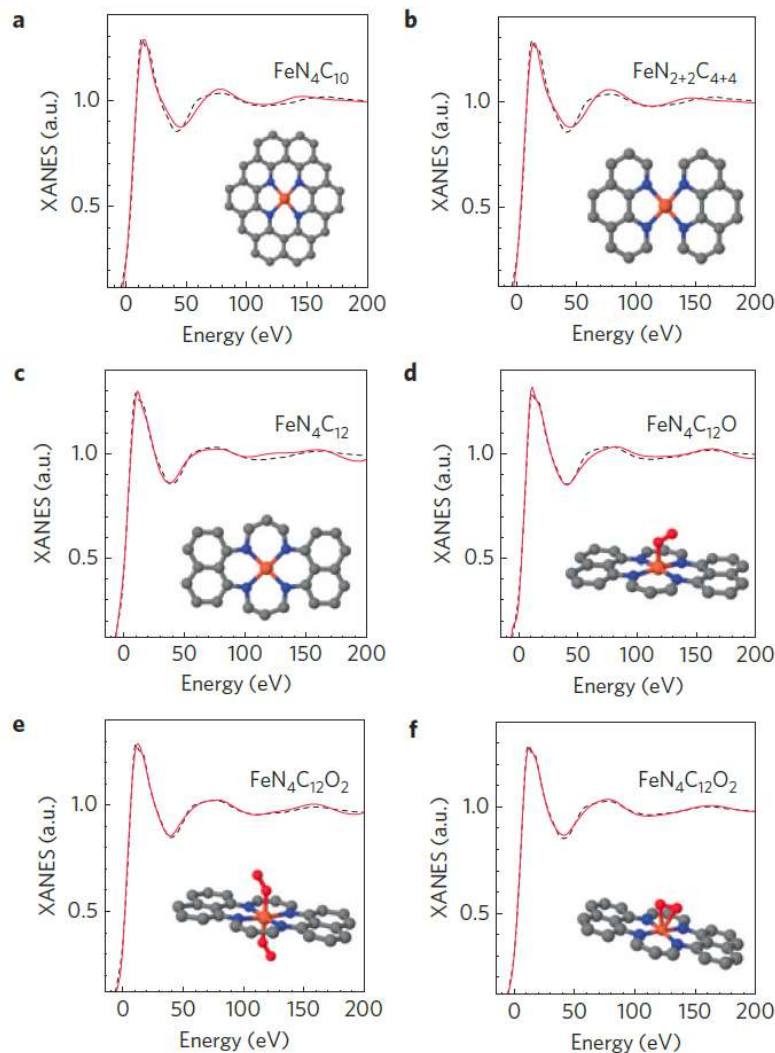 a
b
XANES (a.u.)
1.0
0.5
FeN₄C₁₀
0 50 100 150 200
Energy (eV)
XANES (a.u.)
1.0
0.5
FeN₂₊₂C₄₊₄
0 50 100 150 200
Energy (eV)
c
d
XANES (a.u.)
1.0
0.5
FeN₄C₁₂
0 50 100 150 200
Energy (eV)
XANES (a.u.)
1.0
0.5
FeN₄C₁₂O
0 50 100 150 200
Energy (eV)
e
f
XANES (a.u.)
1.0
0.5
FeN₄C₁₂O₂
0 50 100 150 200
Energy (eV)
XANES (a.u.)
1.0
0.5
FeN₄C₁₂O₂
0 50 100 150 200
Energy (eV)